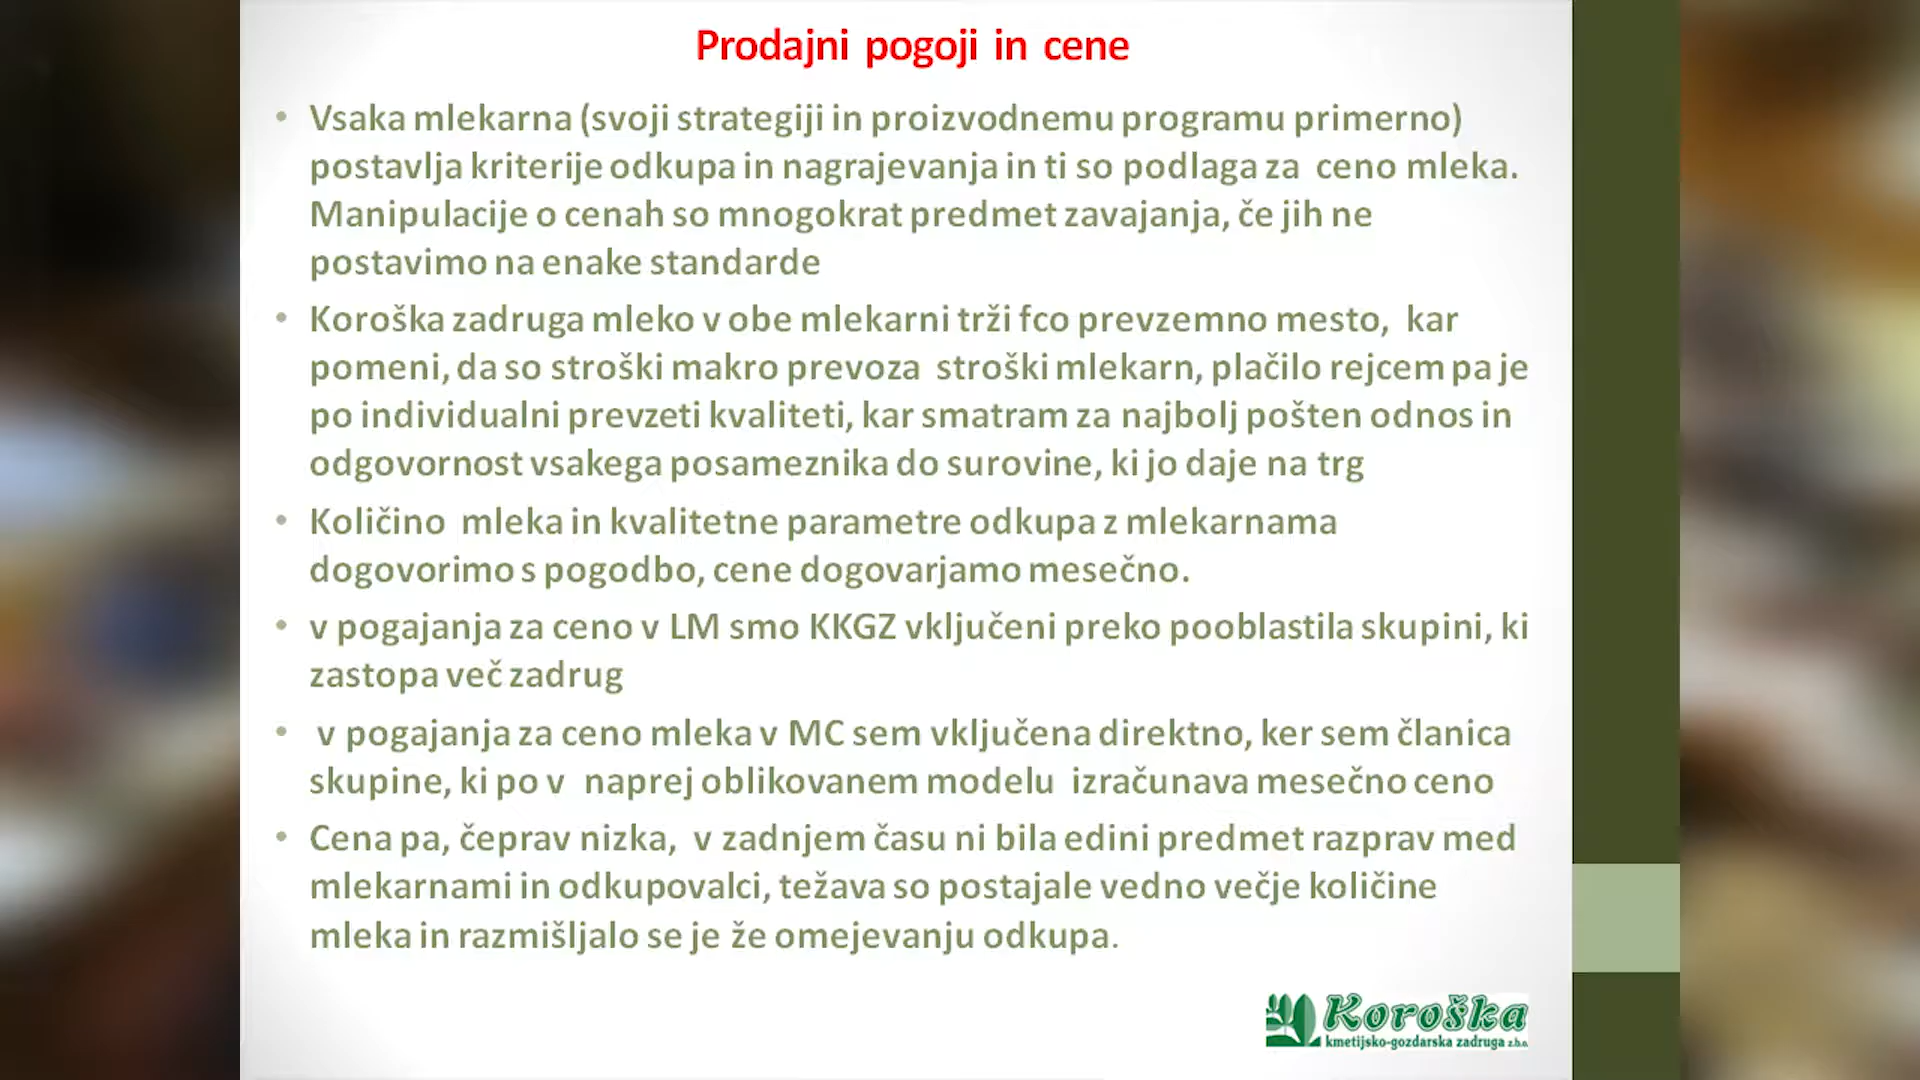 Prodajni pogoji in cene
• Vsaka mlekarna (svoji strategiji in proizvodnemu programu primerno)
postavlja kriterije odkupa in nagrajevanja in ti so podlaga za ceno mleka.
Manipulacije o cenah so mnogokrat predmet zavajanja, če jih ne
postavimo na enake standarde
• Koroška zadruga mleko v obe mlekarni trži fco prevzemno mesto, kar
pomeni, da so stroški makro prevoza stroški mlekarn, plačilo rejcem pa je
po individualni prevzeti kvaliteti, kar smatram za najbolj pošten odnos in
odgovornost vsakega posameznika do surovine, ki jo daje na trg
• Količino mleka in kvalitetne parametre odkupa z mlekarnama
dogovorimo s pogodbo, cene dogovarjamo mesečno.
• v pogajanja za ceno v LM smo KKGZ vključeni preko pooblastila skupini, ki
zastopa več zadrug
• v pogajanja za ceno mleka v MC sem vključena direktno, ker sem članica
skupine, ki po v naprej oblikovanem modelu izračunava mesečno ceno
• Cena pa, čeprav nizka, v zadnjem času ni bila edini predmet razprav med
mlekarnami in odkupovalci, težava so postajale vedno večje količine
mleka in razmišljalo se je že omejevanju odkupa.
Koroška
kmetijsko-gozdarska zadruga z.b.o.